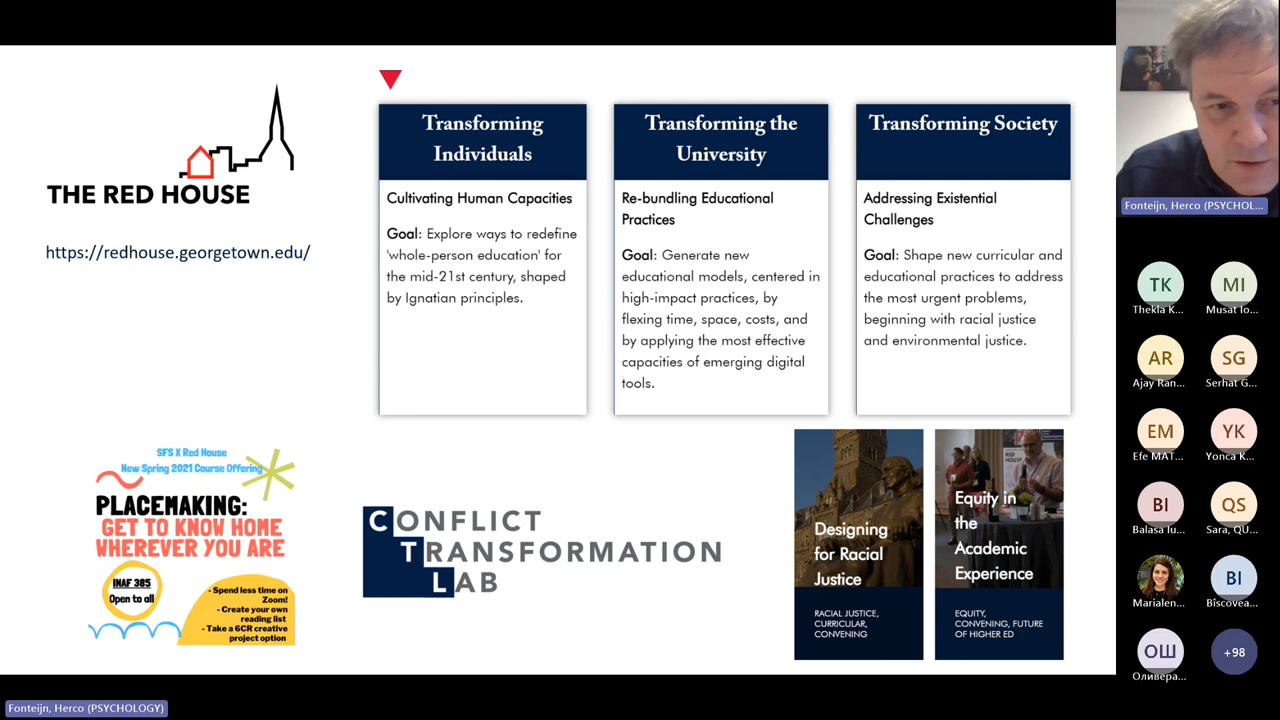 THE RED HOUSE
https://redhouse.georgetown.edu/
Transforming
Individuals
Cultivating Human Capacities
Goal: Explore ways to redefine
'whole-person education' for
the mid-21st century, shaped
by Ignatian principles.
Transforming the
University
Re-bundling Educational
Practices
Goal: Generate new
educational models, centered in
high-impact practices, by
flexing time, space, costs, and
by applying the most effective
capacities of emerging digital
tools.
Transforming Society
Addressing Existential
Challenges
Goal: Shape new curricular and
educational practices to address
the most urgent problems,
beginning with racial justice
and environmental justice.
SFS X Red House
New Spring 2021 Course Offering
PLACEMAKING:
GET TO KNOW HOME
WHEREVER YOU ARE
INAF 385
Open to all
- Spend less time on
Zoom!
- Create your own
reading list
- Take a 6CR creative
project option
CONFLICT
TRANSFORMATION
LAB
Designing
for Racial
Justice
RACIAL JUSTICE,
CURRICULAR,
CONVENING
RED
HOUSE
Equity in
the
Academic
Experience
EQUITY,
CONVENING, FUTURE
OF HIGHER ED
Fonteijn, Herco (PSYCHOL...
TK
Thekla K...
MI
Musat Io...
AR
Ajay Ran...
SG
Serhat G...
EM
Efe MAT...
YK
Yonca K...
BI
Balasa Iu...
QS
Sara, QU...
Marialen...
BI
Bîscovea...
ОШ
Оливера...
+98
Fonteijn, Herco (PSYCHOLOGY)